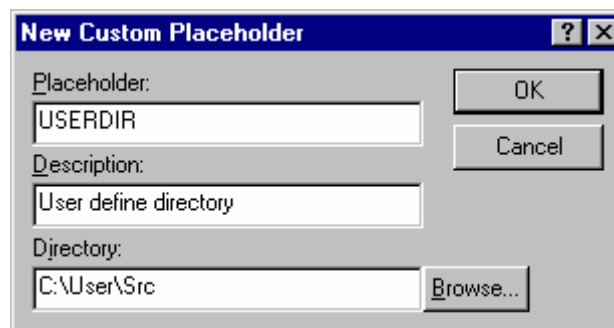 New Custom Placeholder
Placeholder:
USERDIR
OK
Cancel
Description:
User define directory
Directory:
C:\User\Src
Browse...